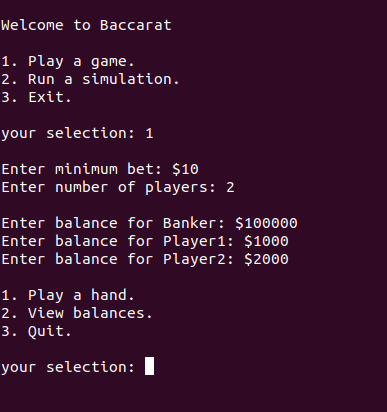 Welcome to Baccarat
1. Play a game.
2. Run a simulation.
3. Exit.
your selection: 1
Enter minimum bet: $10
Enter number of players: 2
Enter balance for Banker: $100000
Enter balance for Player1: $1000
Enter balance for Player2: $2000
1. Play a hand.
2. View balances.
3. Quit.
your selection: